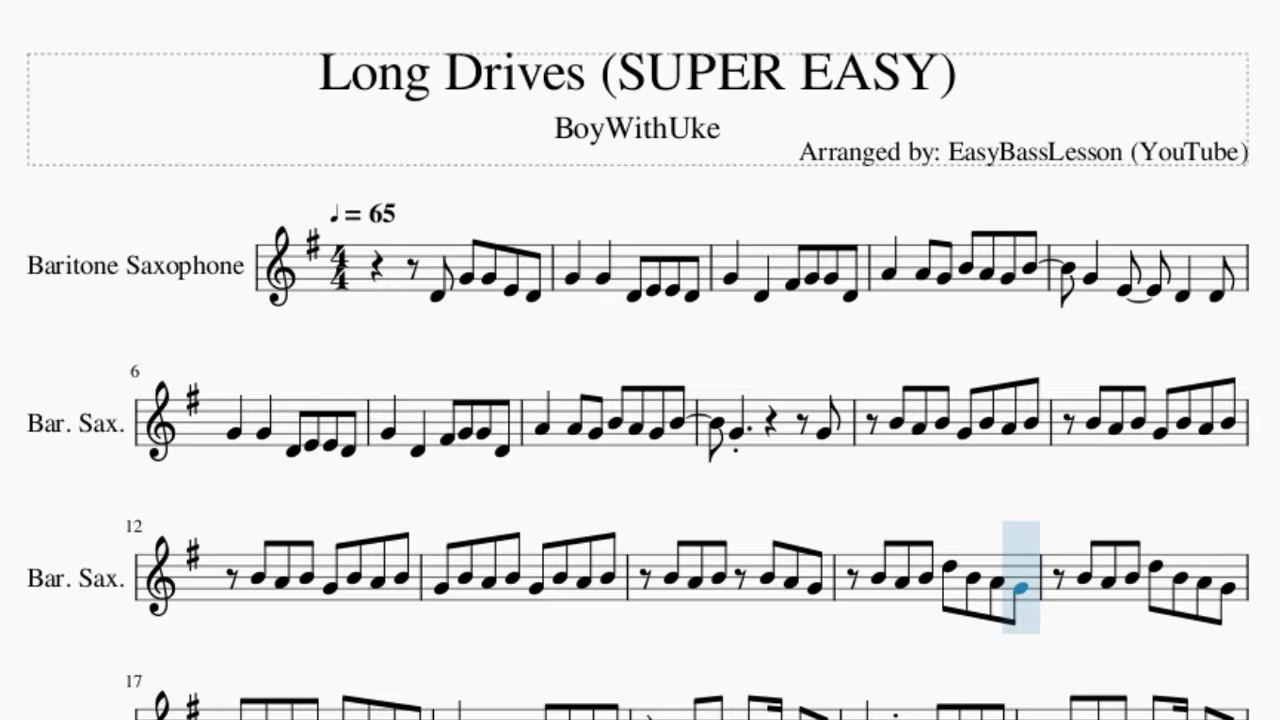 Long Drives (SUPER EASY)
BoyWithUke
Arranged by: EasyBassLesson (YouTube)
♩ = 65
Baritone Saxophone
4
4
6
Bar. Sax.
12
Bar. Sax.
17